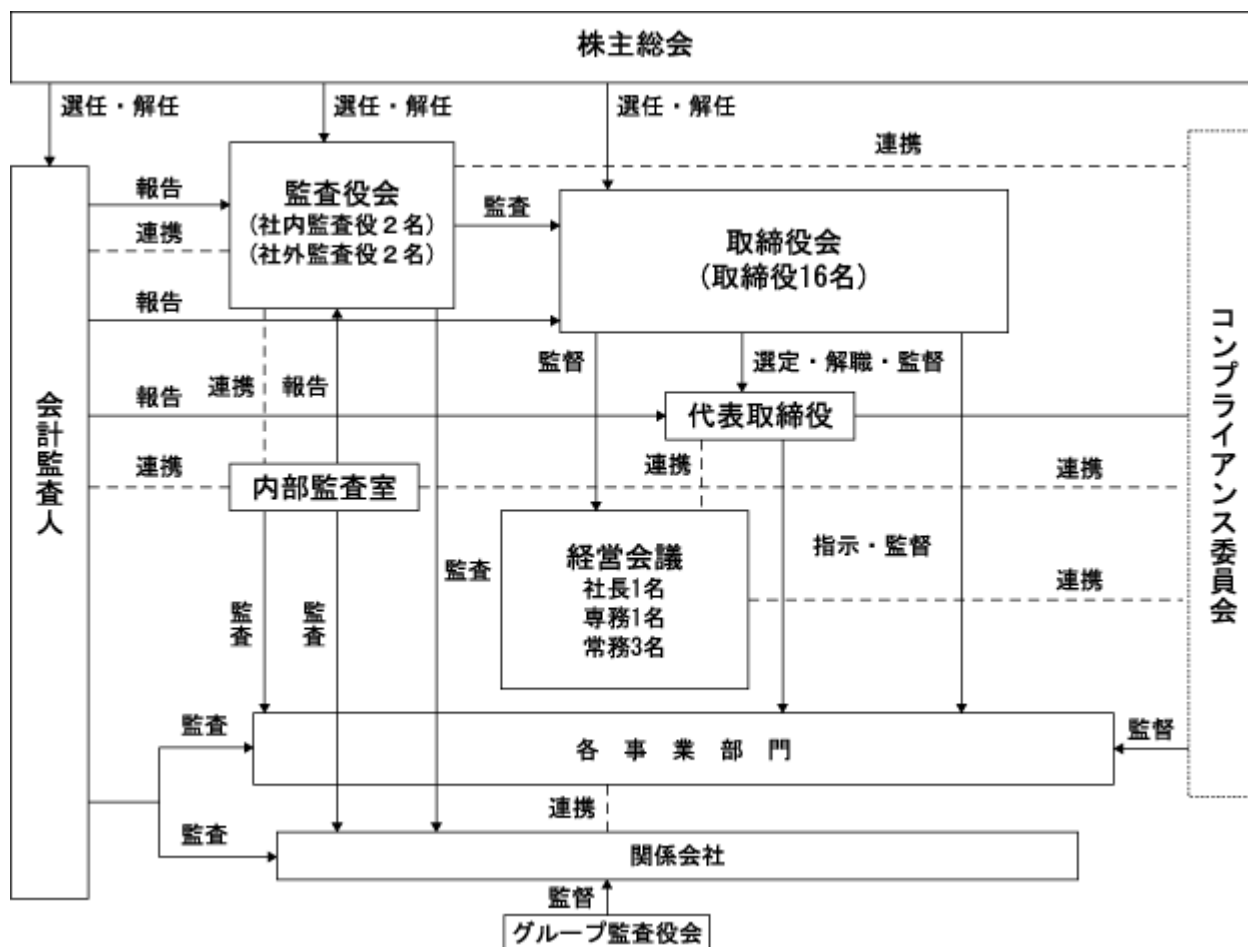 株主総会
選任・解任
選任・解任
選任・解任
連携
報告
監査役会
(社内監査役２名)
(社外監査役２名)
監査
取締役会
(取締役16名)
連携
報告
監督
選定・解職・監督
連携
報告
報告
代表取締役
コンプライアンス委員会
会計監査人
連携
内部監査室
連携
連携
経営会議
社長1名
専務1名
常務3名
指示・監督
監査
連携
監査
監査
監査
各事業部門
監督
連携
監査
関係会社
監督
グループ監査役会